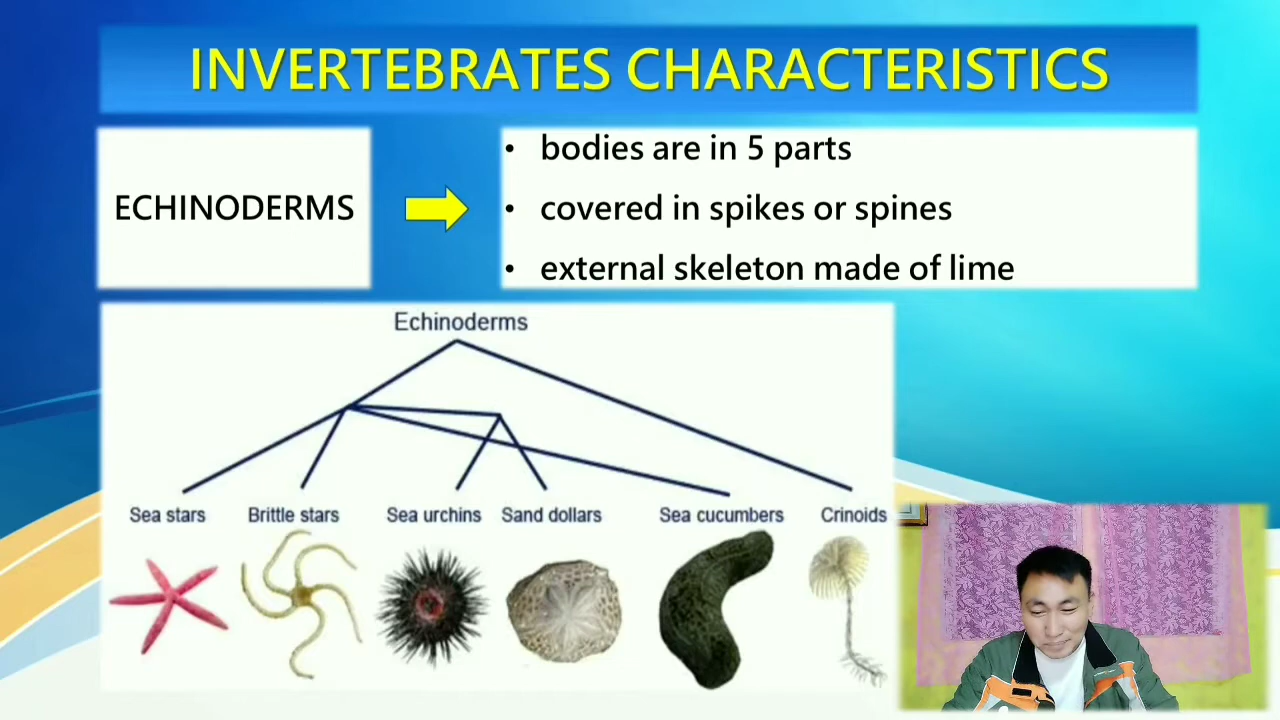 INVERTEBRATES CHARACTERISTICS
ECHINODERMS
• bodies are in 5 parts
• covered in spikes or spines
• external skeleton made of lime
Echinoderms
Sea stars Brittle stars Sea urchins Sand dollars Sea cucumbers Crinoids